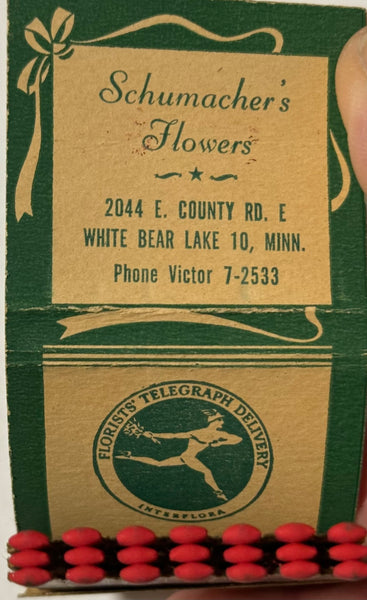 Schumacher's
Flowers
2044 E. COUNTY RD. E
WHITE BEAR LAKE 10, MINN.
Phone Victor 7-2533
FLORISTS' TELEGRAPH DELIVERY
INTERFLORA